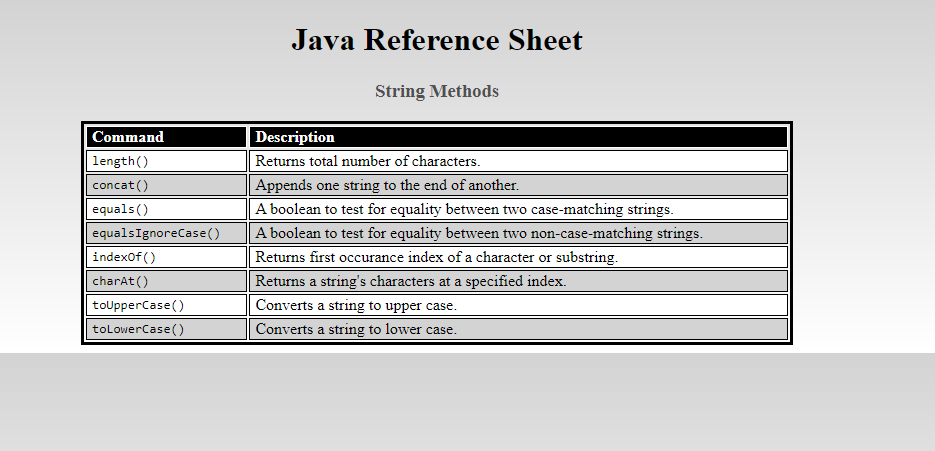 Java Reference Sheet
String Methods
Command Description
length() Returns total number of characters.
concat() Appends one string to the end of another.
equals() A boolean to test for equality between two case-matching strings.
equalsIgnoreCase() A boolean to test for equality between two non-case-matching strings.
indexOf() Returns first occurance index of a character or substring.
charAt() Returns a string's characters at a specified index.
toUpperCase() Converts a string to upper case.
toLowerCase() Converts a string to lower case.